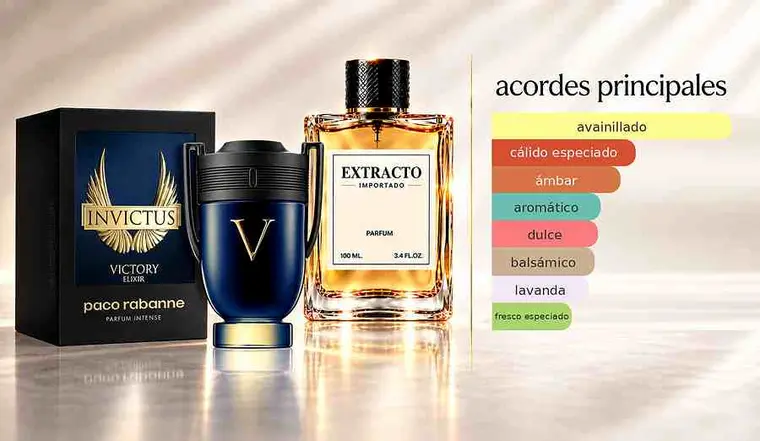 INVICTUS
VICTORY
ELIXIR
paco rabanne
PARFUM INTENSE
V
EXTRACTO
IMPORTADO
PARFUM
100 ML. 3.4 FL.OZ.
acordes principales
avainillado
cálido especiado
ámbar
aromático
dulce
balsámico
lavanda
fresco especiado